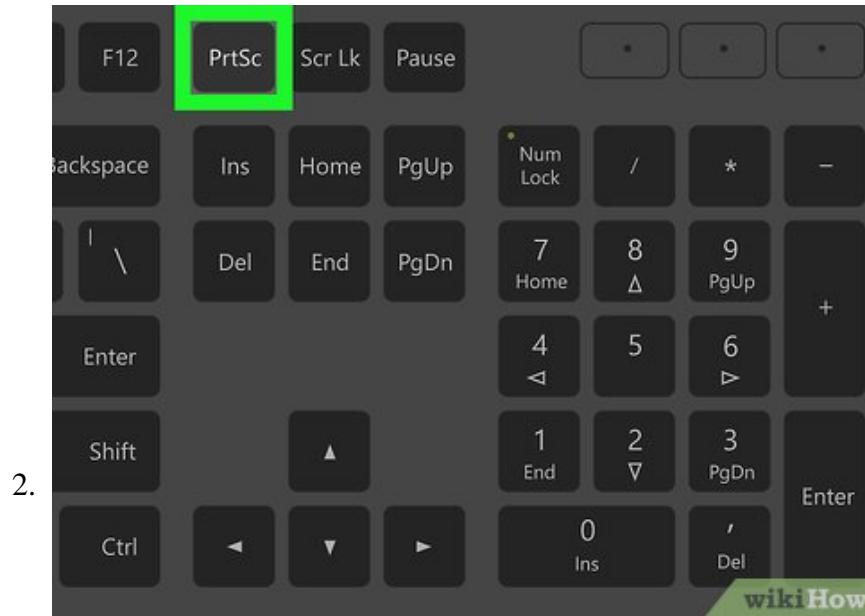 F12 PrtSc Scr Lk Pause
Backspace Ins Home PgUp Num Lock / * −
| \ Del End PgDn 7 Home 8 9 PgUp +
Enter 4 5 6
Shift 1 End 2 3 PgDn Enter
2.
Ctrl 0 Ins ' Del
wikiHow